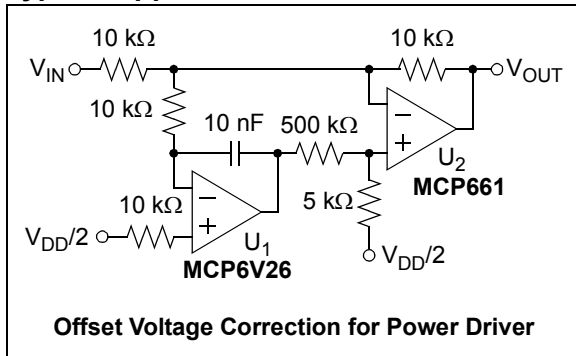 10 kΩ
10 kΩ
V_IN
V_OUT
10 kΩ
10 nF
500 kΩ
−
+
U_2
MCP661
10 kΩ
−
+
5 kΩ
V_DD/2
U_1
MCP6V26
V_DD/2
Offset Voltage Correction for Power Driver